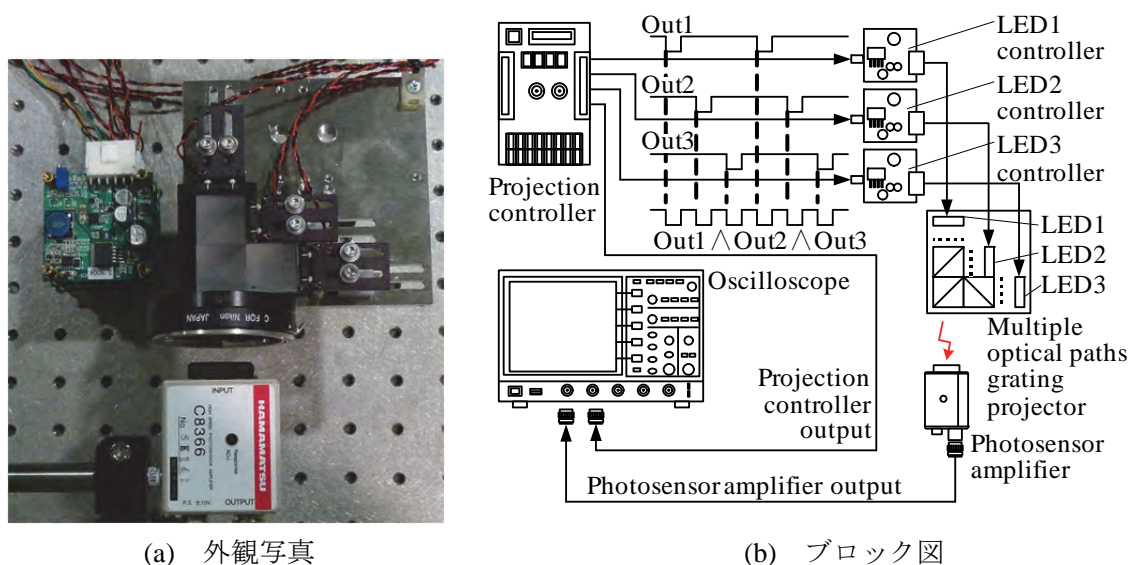 C FOR Nikon JAPAN
INPUT
HAMAMATSU
C8366
OUTPUT
(a) 外観写真
Out1
Out2
Out3
Out1 ∧ Out2 ∧ Out3
Projection
controller
LED1
controller
LED2
controller
LED3
controller
LED1
LED2
LED3
Multiple
optical paths
grating
projector
Oscilloscope
Projection
controller
output
Photosensor
amplifier
Photosensor amplifier output
(b) ブロック図